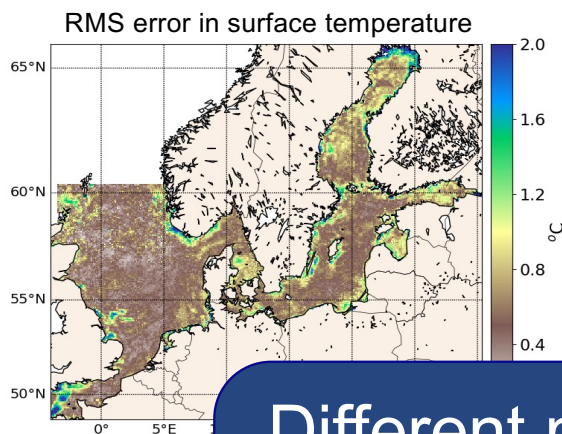 RMS error in surface temperature
65°N
60°N
55°N
50°N
0°
5°E
2.0
1.6
1.2
0.8
0.4
°C
Different